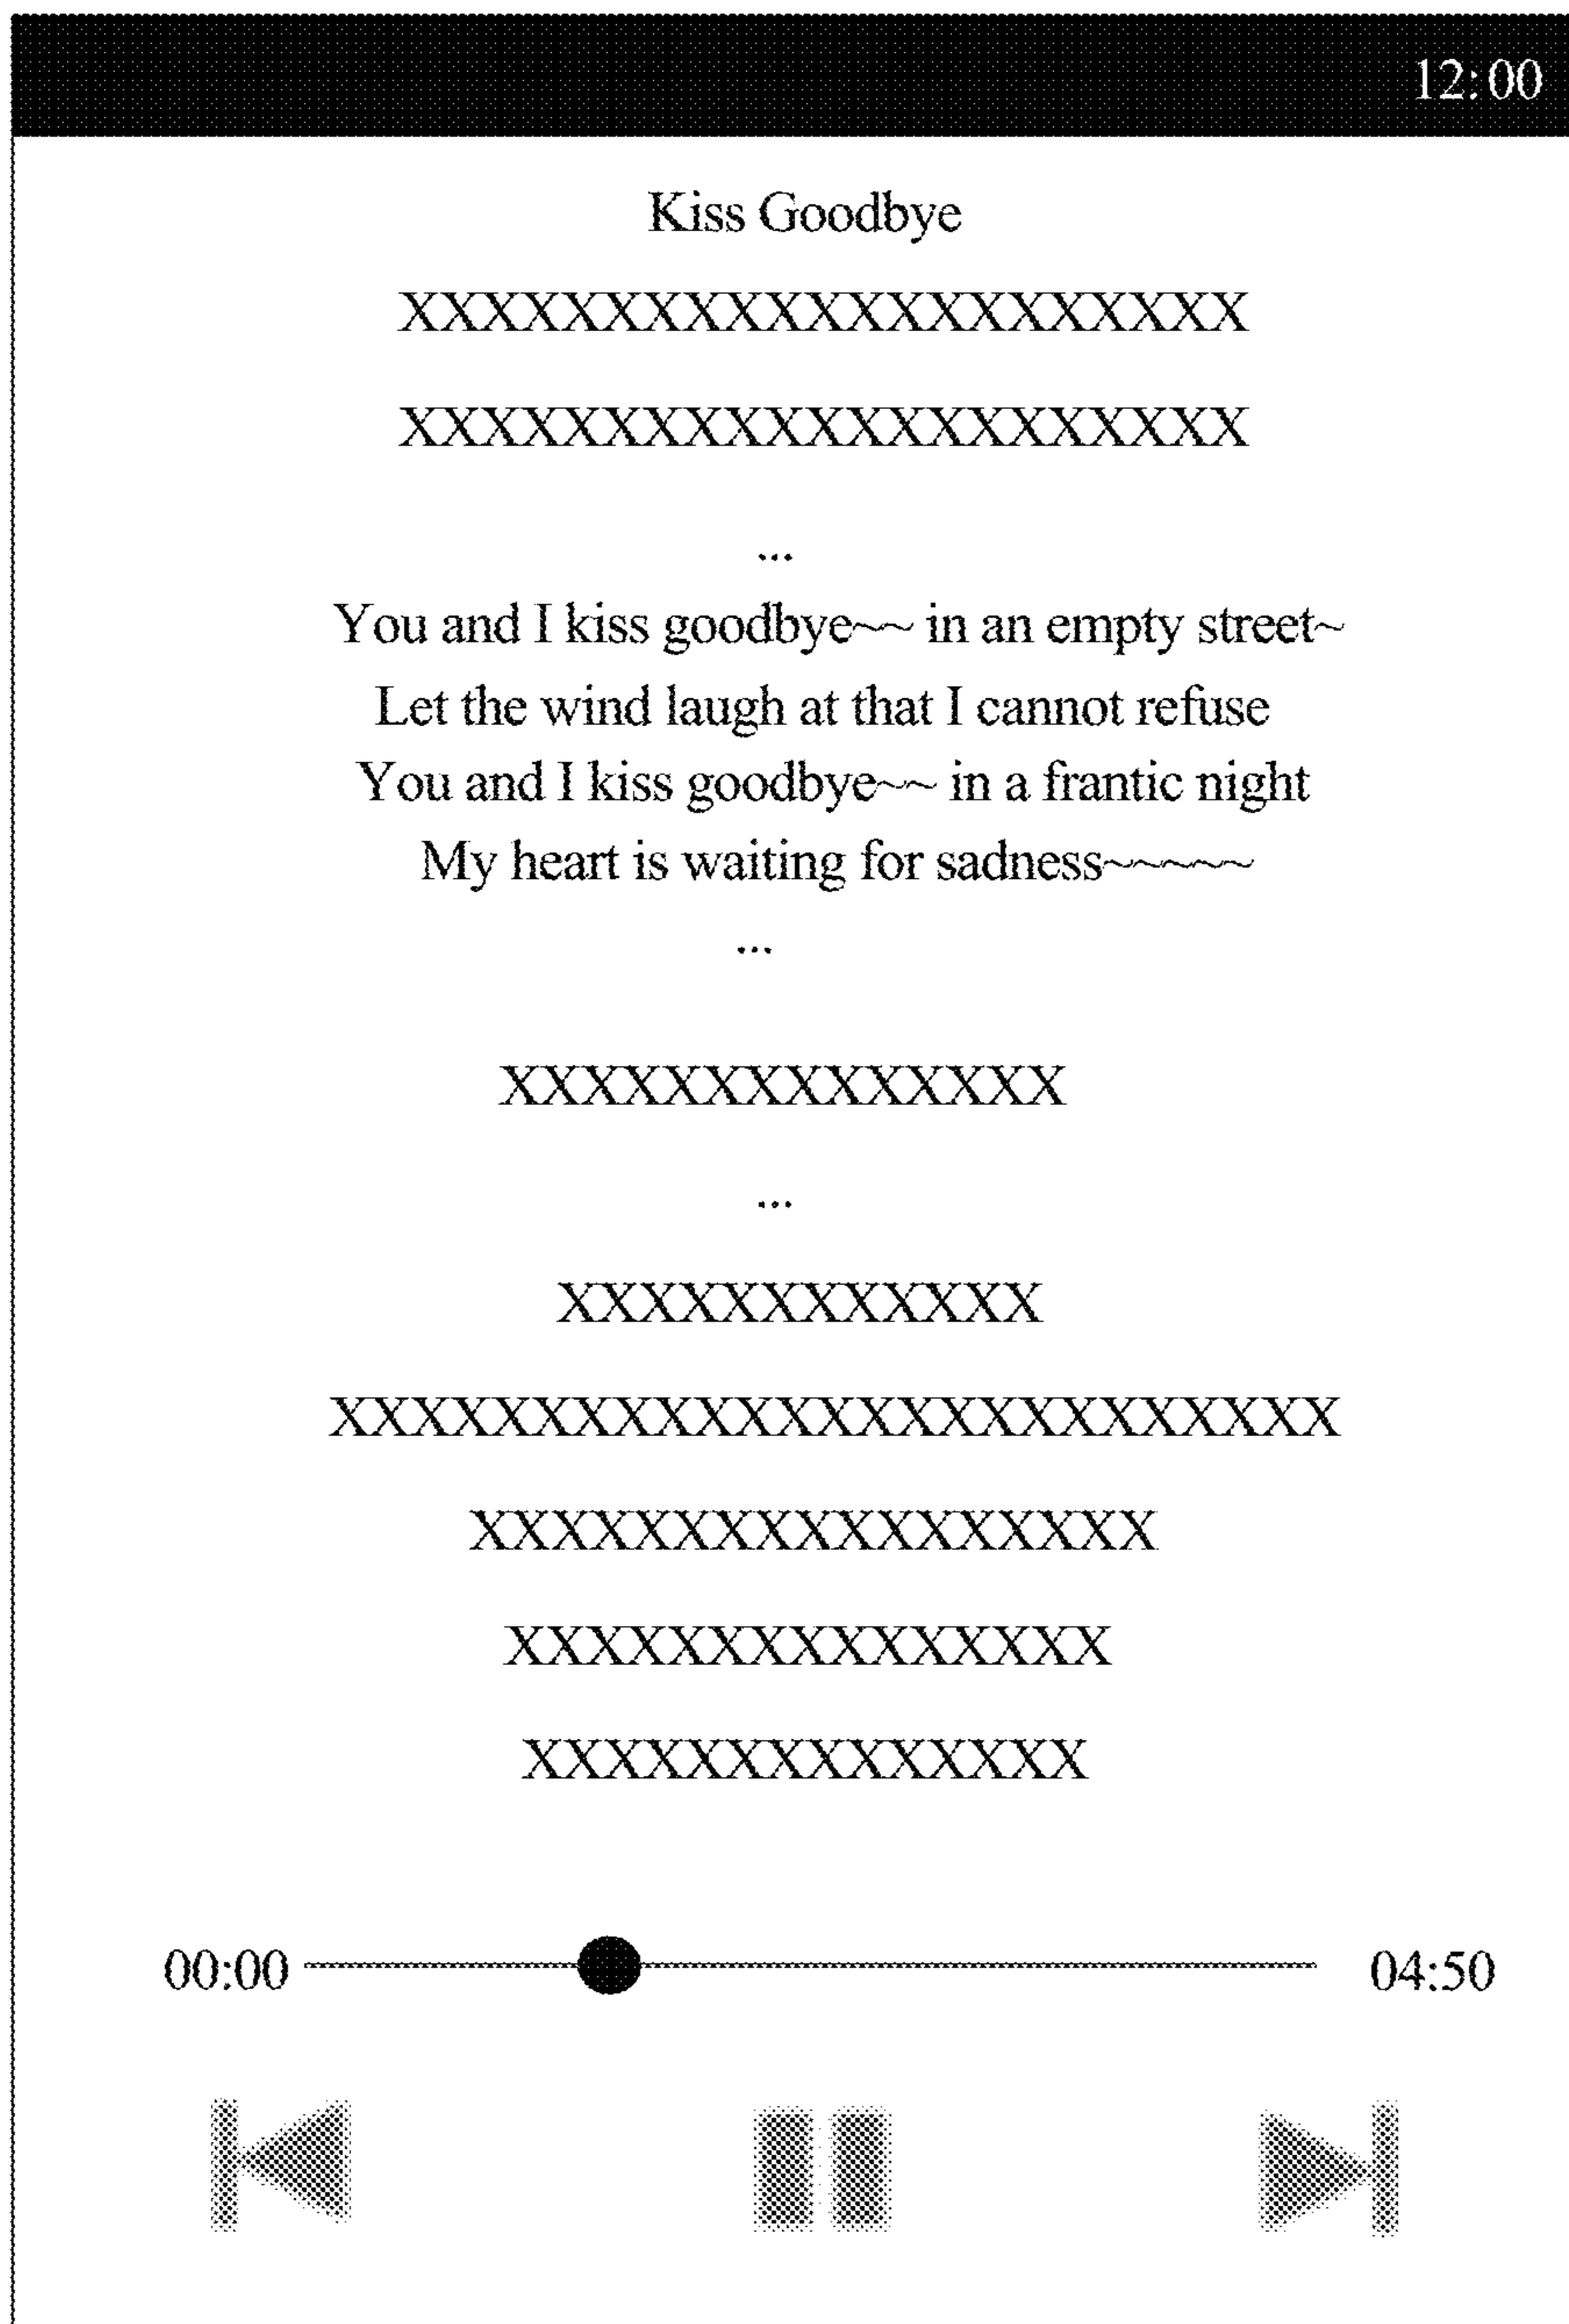 12:00
Kiss Goodbye
XXXXXXXXXXXXXXXXXXXXX
XXXXXXXXXXXXXXXXXXXXX
...
You and I kiss goodbye~~ in an empty street~
Let the wind laugh at that I cannot refuse
You and I kiss goodbye~~ in a frantic night
My heart is waiting for sadness~~~~~
...
XXXXXXXXXXXXXX
...
XXXXXXXXXXXX
XXXXXXXXXXXXXXXXXXXXXXXXX
XXXXXXXXXXXXXXXXX
XXXXXXXXXXXXXXX
XXXXXXXXXXXXXX
00:00 04:50